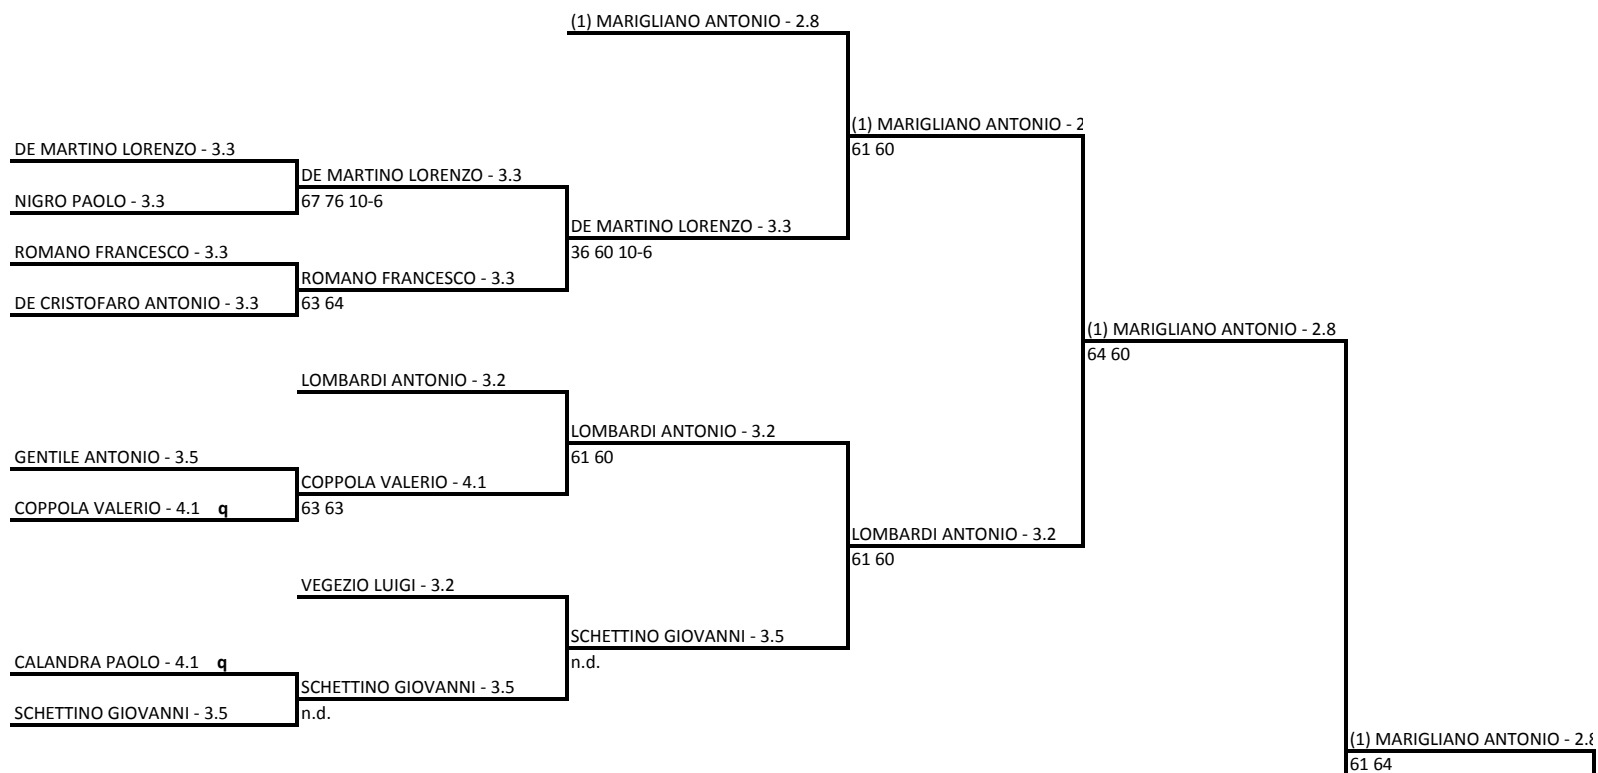 (1) MARIGLIANO ANTONIO - 2.8
(1) MARIGLIANO ANTONIO - 2
DE MARTINO LORENZO - 3.3
61 60
DE MARTINO LORENZO - 3.3
NIGRO PAOLO - 3.3
67 76 10-6
DE MARTINO LORENZO - 3.3
ROMANO FRANCESCO - 3.3
36 60 10-6
ROMANO FRANCESCO - 3.3
DE CRISTOFARO ANTONIO - 3.3
63 64
(1) MARIGLIANO ANTONIO - 2.8
64 60
LOMBARDI ANTONIO - 3.2
LOMBARDI ANTONIO - 3.2
GENTILE ANTONIO - 3.5
61 60
COPPOLA VALERIO - 4.1
COPPOLA VALERIO - 4.1 q
63 63
LOMBARDI ANTONIO - 3.2
61 60
VEGEZIO LUIGI - 3.2
SCHETTINO GIOVANNI - 3.5
CALANDRA PAOLO - 4.1 q
n.d.
SCHETTINO GIOVANNI - 3.5
SCHETTINO GIOVANNI - 3.5
n.d.
(1) MARIGLIANO ANTONIO - 2.8
61 64